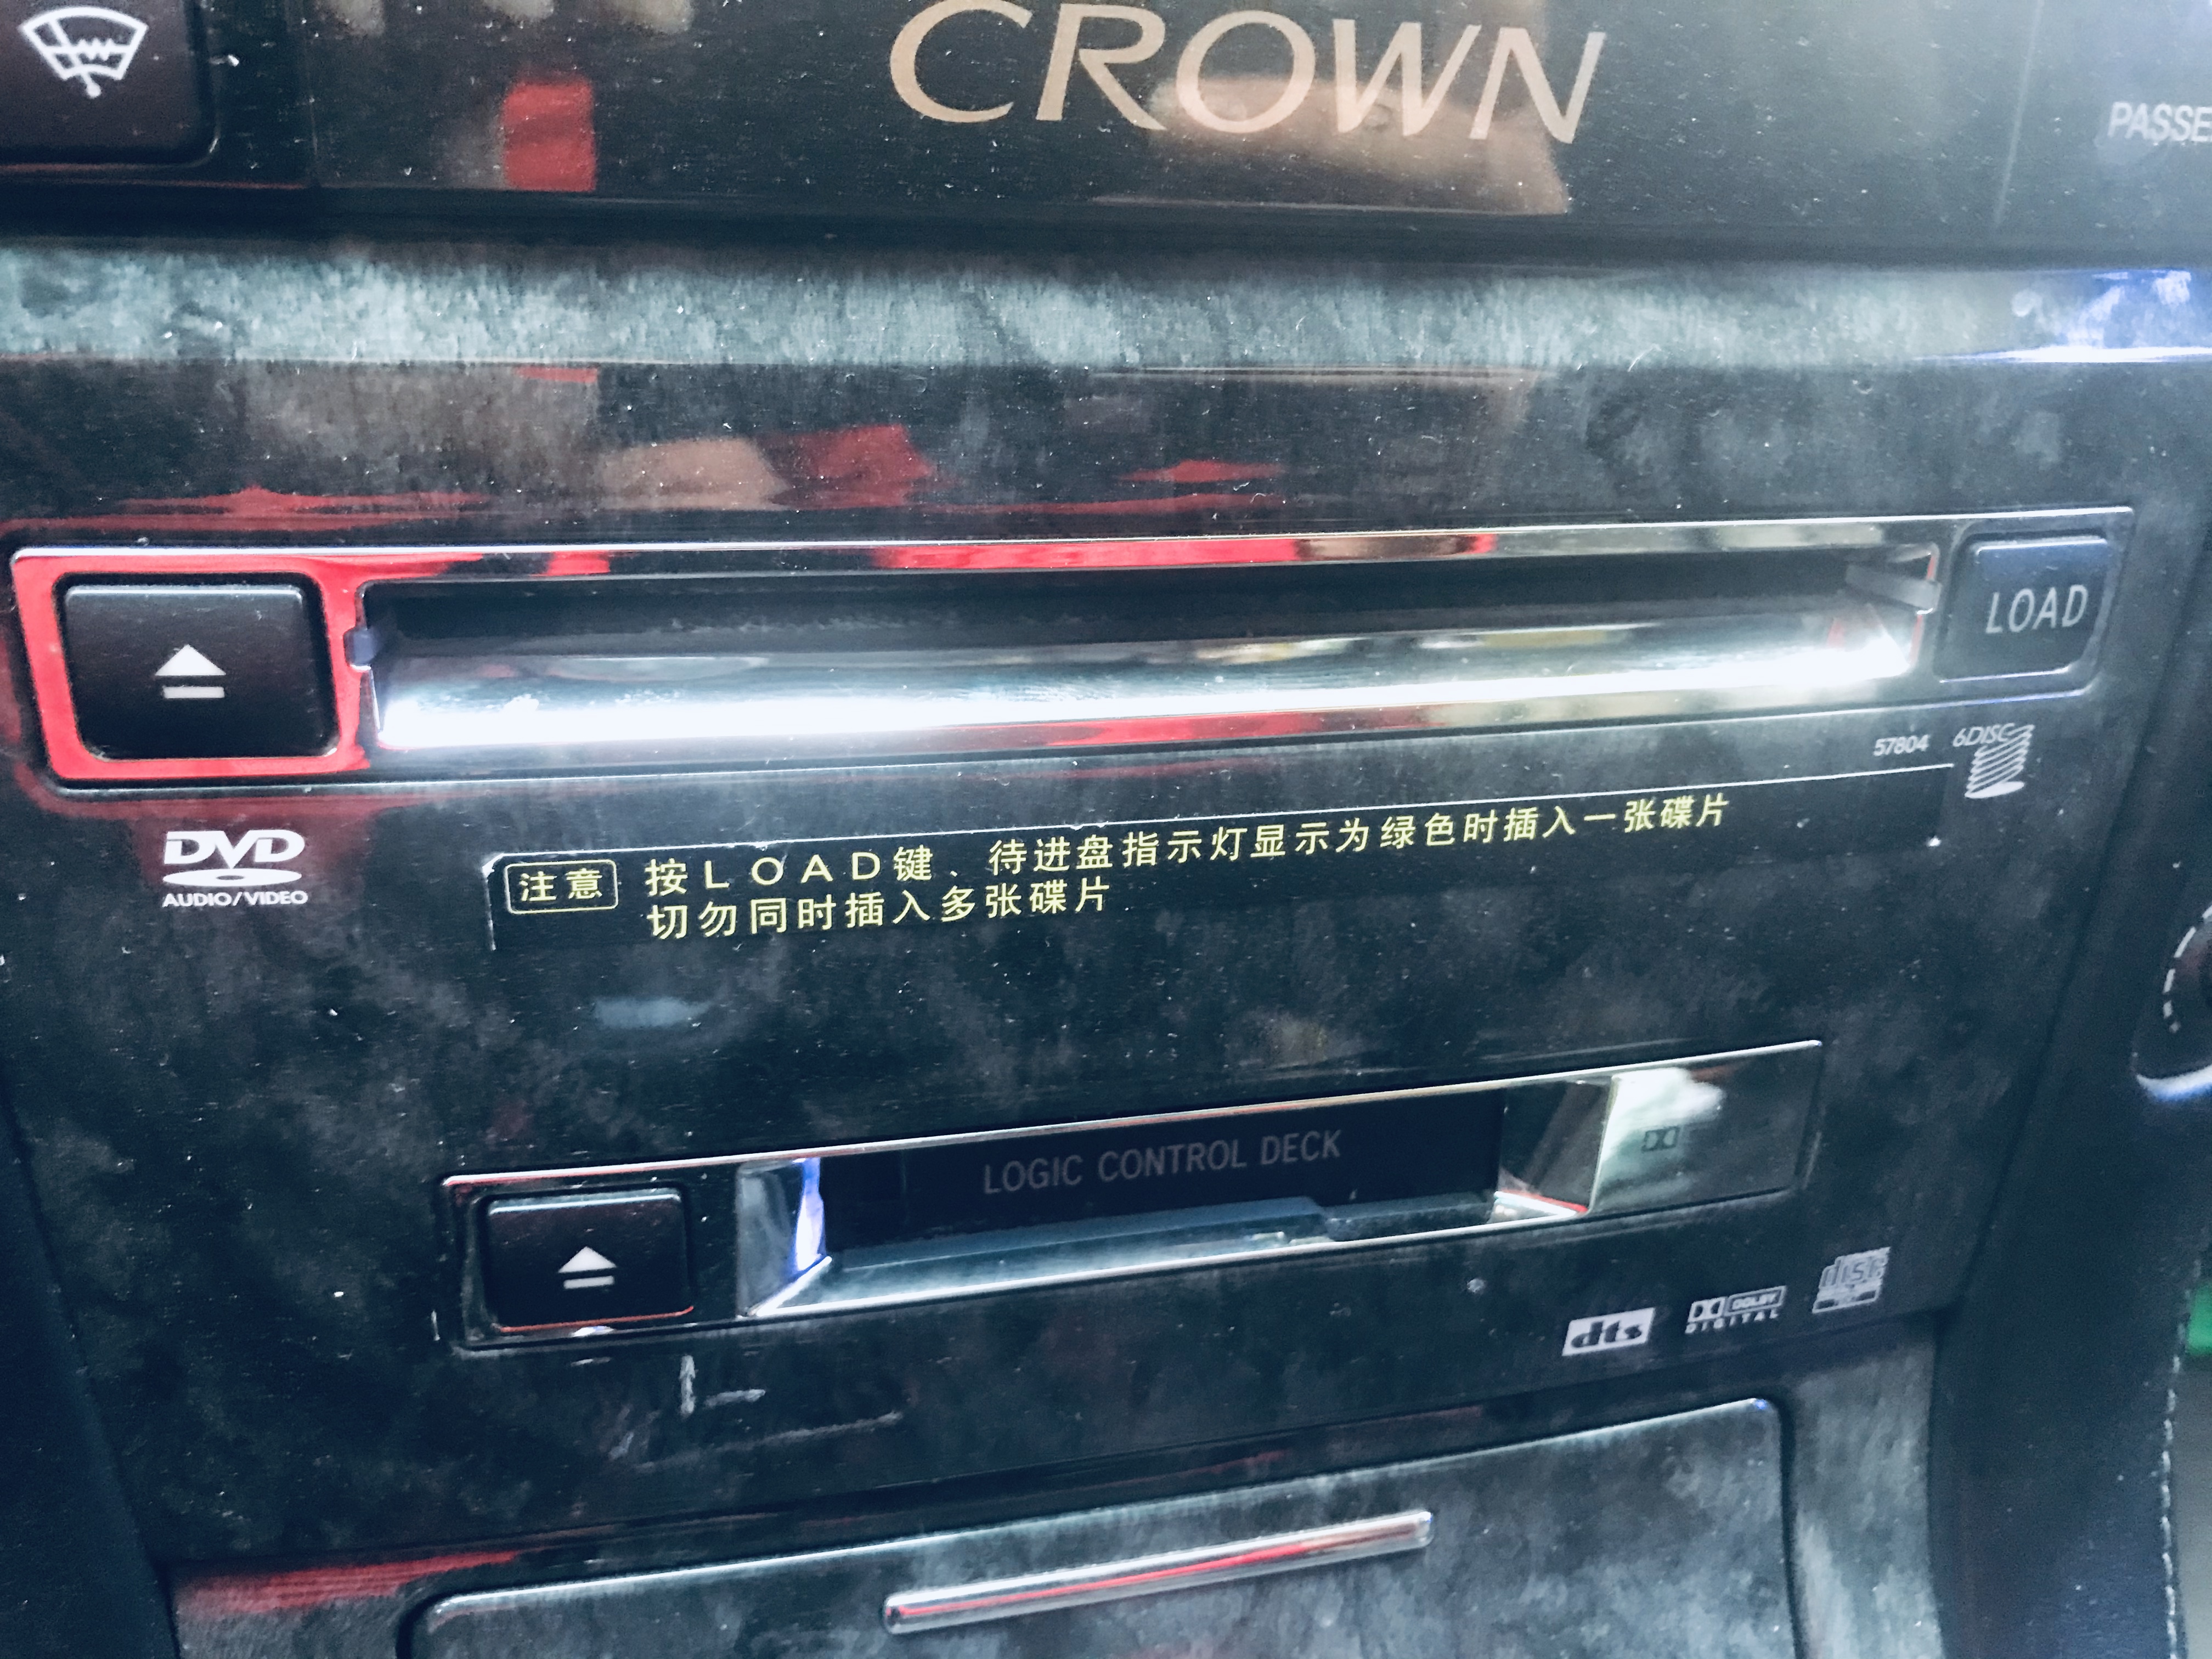 CROWN
LOAD
57804 6DISC
DVD
AUDIO/VIDEO
注意 按LOAD键、待进盘指示灯显示为绿色时插入一张碟片
切勿同时插入多张碟片
LOGIC CONTROL DECK
dts
DOLBY
DIGITAL
disc